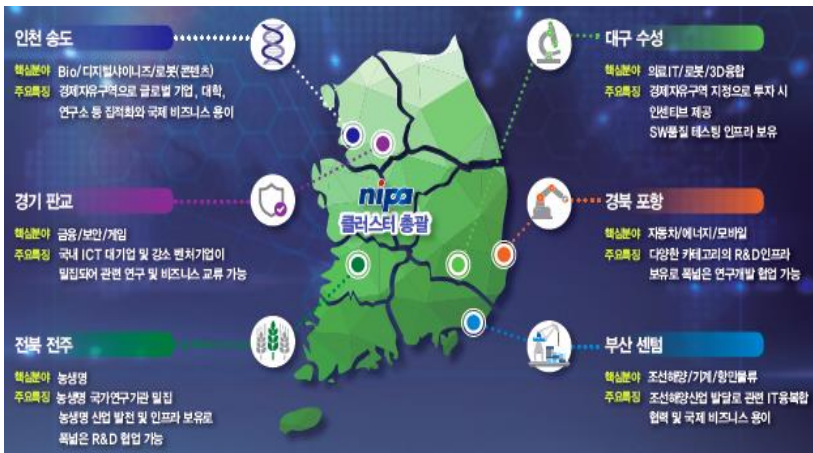 인천 송도
핵심분야 Bio/디지털사이니즈/로봇(콘텐츠)
주요특징 경제자유구역으로 글로벌 기업, 대학,
연구소 등 집적화와 국제 비즈니스 용이
경기 판교
핵심분야 금융/보안/게임
주요특징 국내 ICT 대기업 및 강소 벤처기업이
밀집되어 관련 연구 및 비즈니스 교류 가능
전북 전주
핵심분야 농생명
주요특징 농생명 국가연구기관 밀집
농생명 산업 발전 및 인프라 보유로
폭넓은 R&D 협업 가능
nipa
클러스터 총괄
대구 수성
핵심분야 의료IT/로봇/3D융합
주요특징 경제자유구역 지정으로 투자 시
인센티브 제공
SW품질 테스팅 인프라 보유
경북 포항
핵심분야 자동차/에너지/모바일
주요특징 다양한 카테고리의 R&D인프라
보유로 폭넓은 연구개발 협업 가능
부산 센텀
핵심분야 조선해양/기계/항만물류
주요특징 조선해양산업 발달로 관련 IT융복합
협력 및 국제 비즈니스 용이